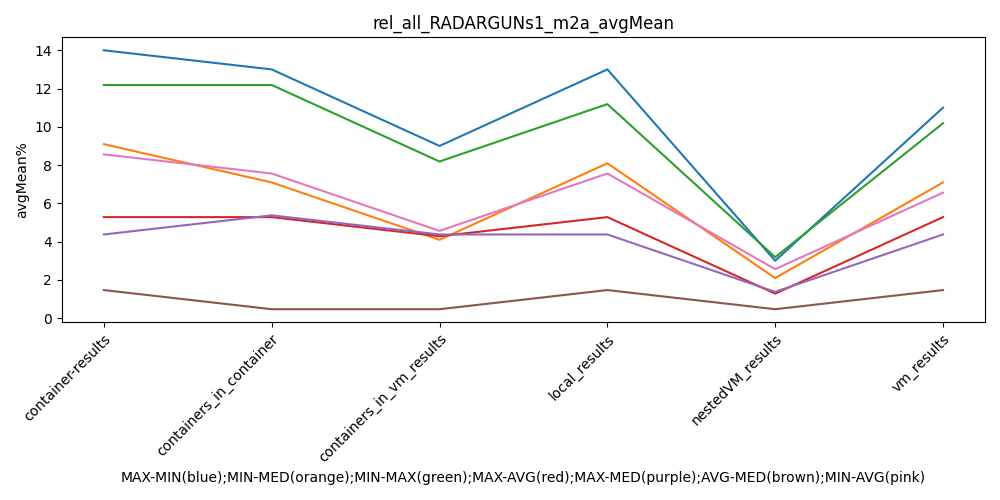 rel_all_RADARGUNs1_m2a_avgMean
avgMean%
14
12
10
8
6
4
2
0
container-results
containers_in_container
containers_in_vm_results
local_results
nestedVM_results
vm_results
MAX-MIN(blue);MIN-MED(orange);MIN-MAX(green);MAX-AVG(red);MAX-MED(purple);AVG-MED(brown);MIN-AVG(pink)